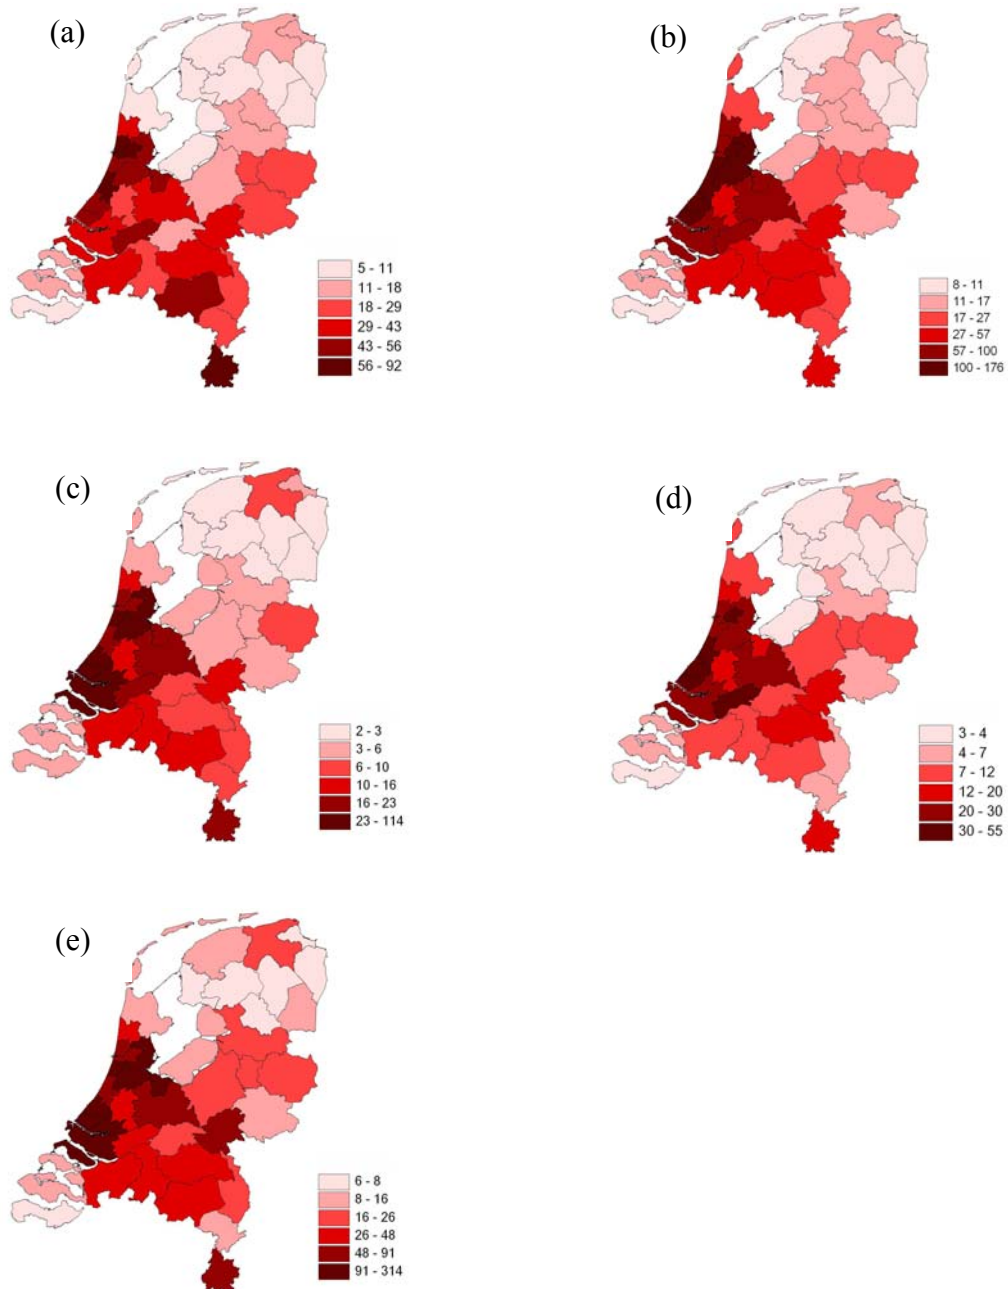 (a)
5 - 11
11 - 18
18 - 29
29 - 43
43 - 56
56 - 92
(b)
8 - 11
11 - 17
17 - 27
27 - 57
57 - 100
100 - 176
(c)
2 - 3
3 - 6
6 - 10
10 - 16
16 - 23
23 - 114
(d)
3 - 4
4 - 7
7 - 12
12 - 20
20 - 30
30 - 55
(e)
6 - 8
8 - 16
16 - 26
26 - 48
48 - 91
91 - 314